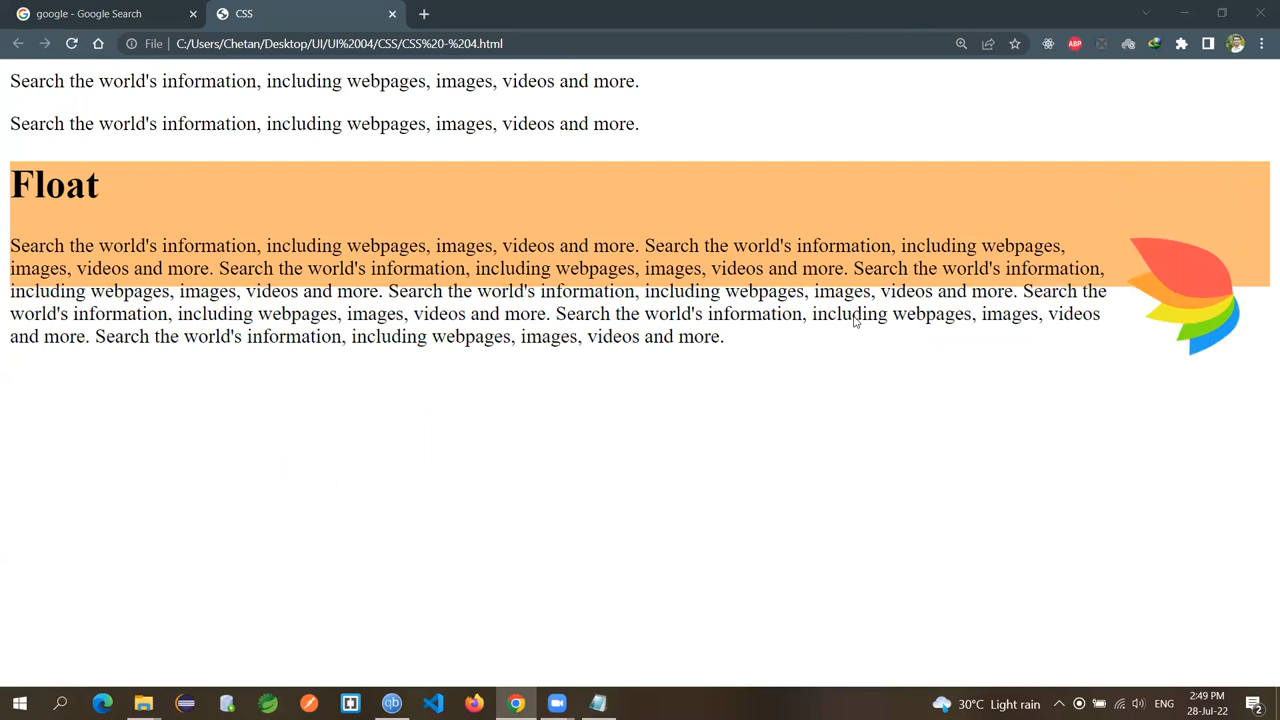 google - Google Search
CSS
File
C:/Users/Chetan/Desktop/UI/UI%2004/CSS/CSS%20-%204.html
ABP
Search the world's information, including webpages, images, videos and more.
Search the world's information, including webpages, images, videos and more.
Float
Search the world's information, including webpages, images, videos and more. Search the world's information, including webpages,
images, videos and more. Search the world's information, including webpages, images, videos and more. Search the world's information,
including webpages, images, videos and more. Search the world's information, including webpages, images, videos and more. Search the
world's information, including webpages, images, videos and more. Search the world's information, including webpages, images, videos
and more. Search the world's information, including webpages, images, videos and more.
qb
30°C Light rain
ENG
2:49 PM
28-Jul-22
2